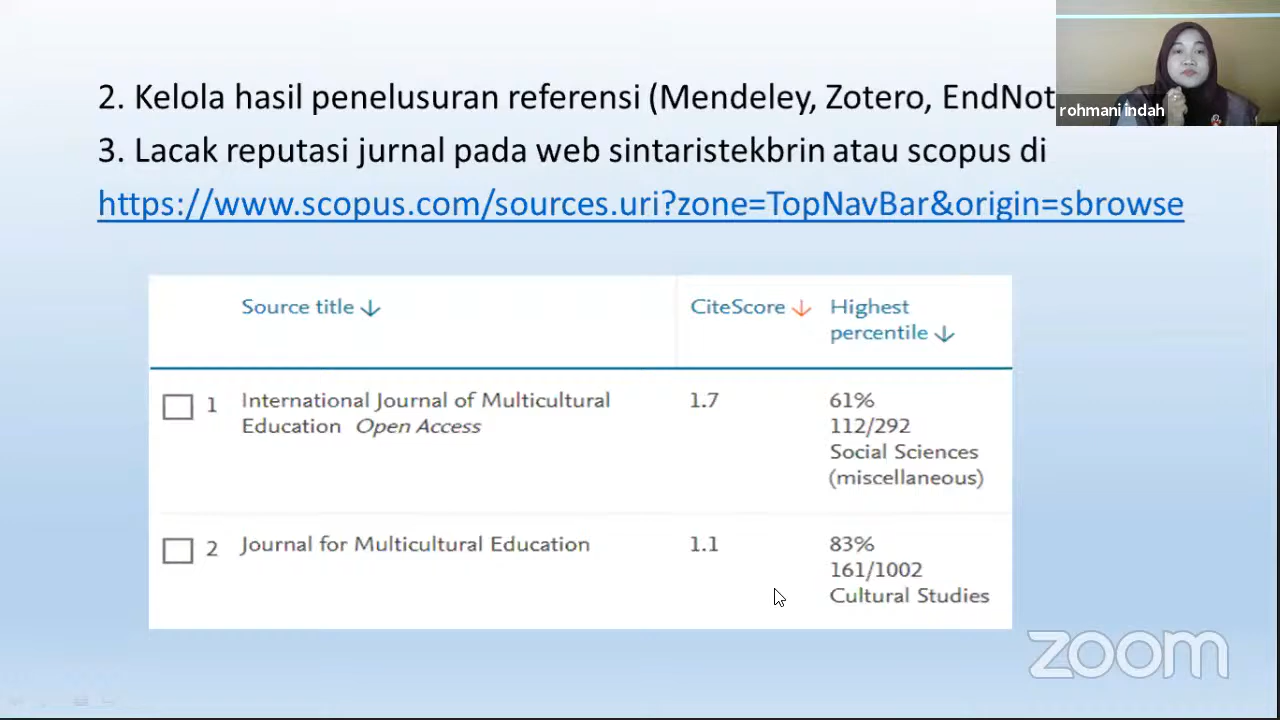 2. Kelola hasil penelusuran referensi (Mendeley, Zotero, EndNot
rohmani indah
3. Lacak reputasi jurnal pada web sintaristekbrin atau scopus di
https://www.scopus.com/sources.uri?zone=TopNavBar&origin=sbrowse
Source title ↓ CiteScore ↓ Highest
percentile ↓
1 International Journal of Multicultural 1.7 61%
Education Open Access 112/292
Social Sciences
(miscellaneous)
2 Journal for Multicultural Education 1.1 83%
161/1002
Cultural Studies
zoom